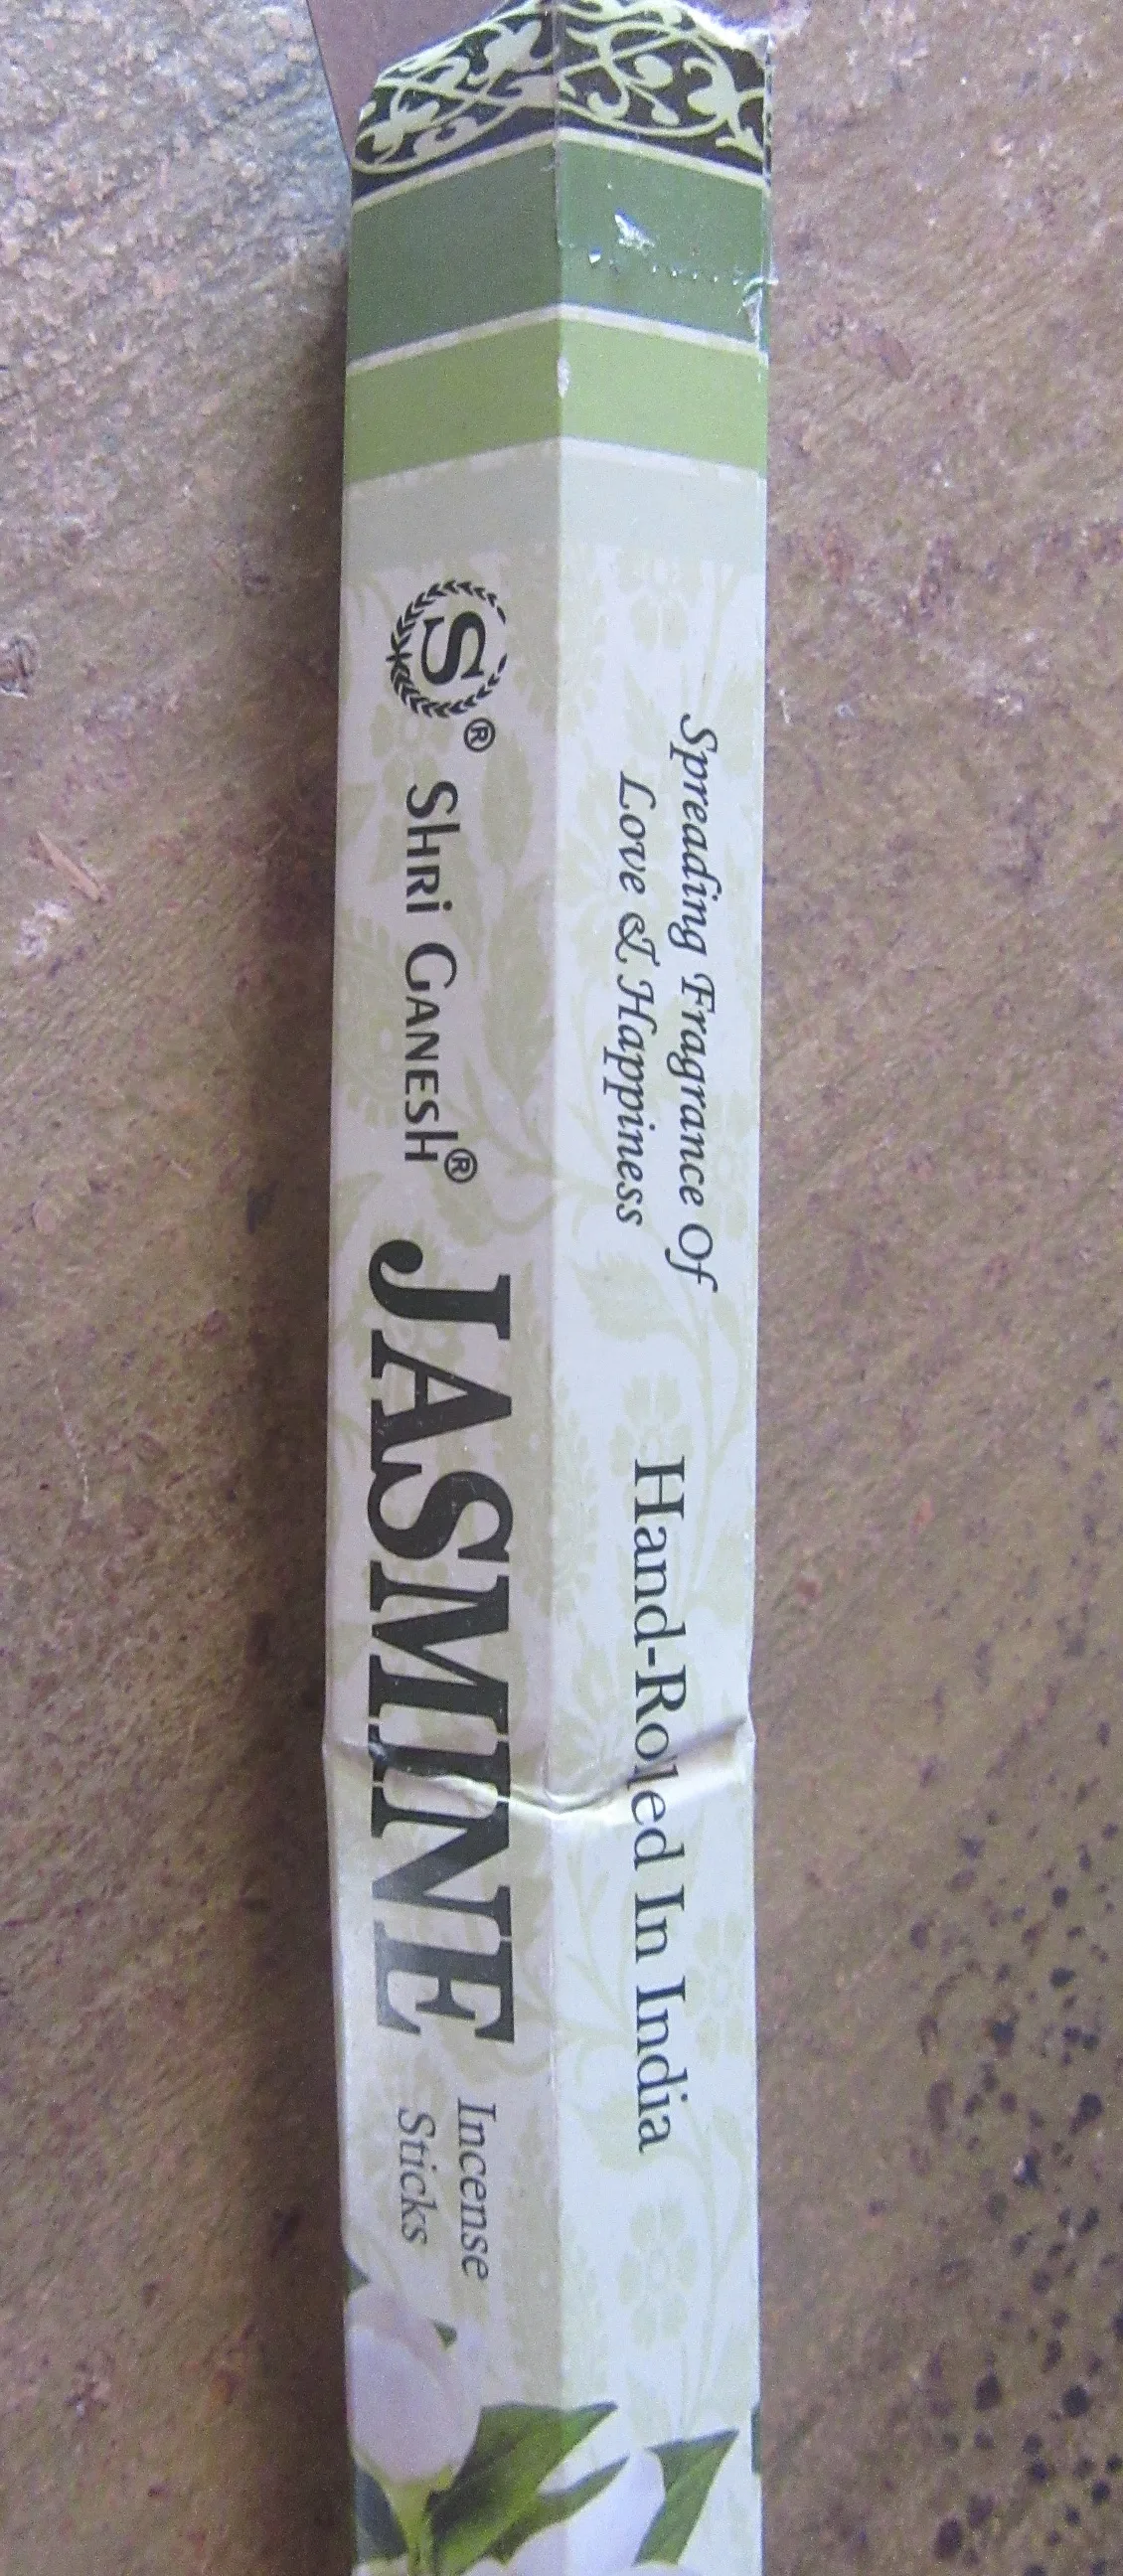 S®
SHRi GANESH®
JASMINE
Incense
Sticks
Spreading Fragrance Of
Love & Happiness
Hand-Rolled In India